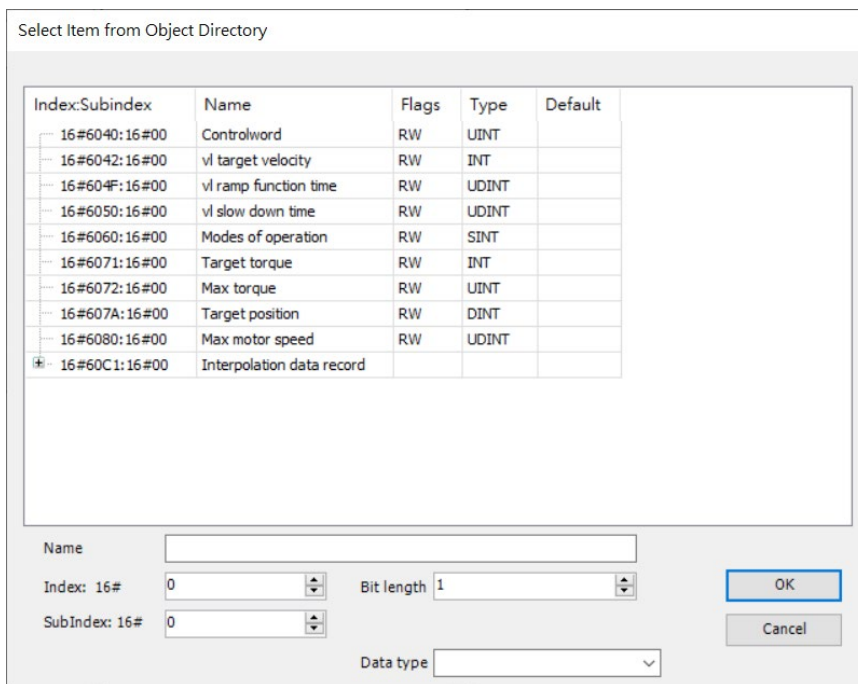 Select Item from Object Directory
Index:Subindex Name Flags Type Default
16#6040:16#00 Controlword RW UINT
16#6042:16#00 vl target velocity RW INT
16#604F:16#00 vl ramp function time RW UDINT
16#6050:16#00 vl slow down time RW UDINT
16#6060:16#00 Modes of operation RW SINT
16#6071:16#00 Target torque RW INT
16#6072:16#00 Max torque RW UINT
16#607A:16#00 Target position RW DINT
16#6080:16#00 Max motor speed RW UDINT
16#60C1:16#00 Interpolation data record
Name
Index: 16# 0 Bit length 1 OK
SubIndex: 16# 0 Cancel
Data type